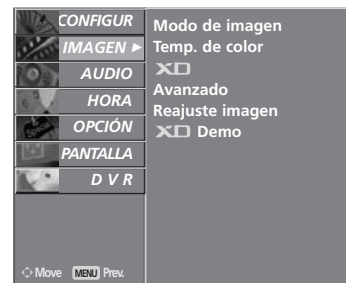 CONFIGUR
IMAGEN ►
AUDIO
HORA
OPCIÓN
PANTALLA
D V R
Move MENU Prev.
Modo de imagen
Temp. de color
XD
Avanzado
Reajuste imagen
XD Demo